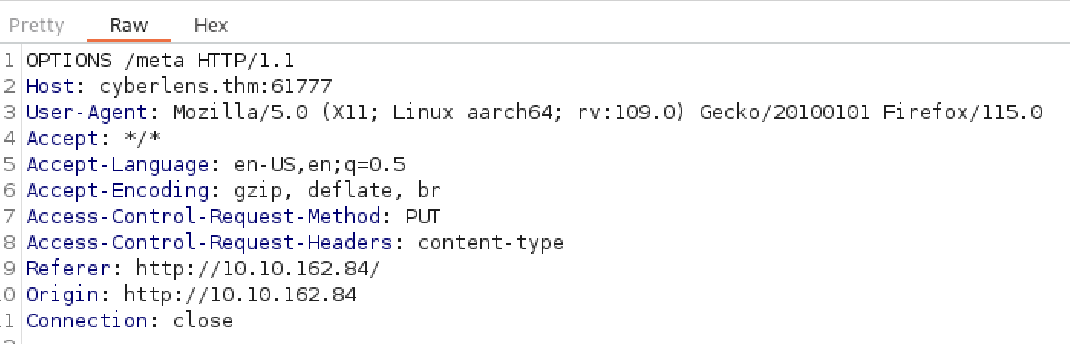 Pretty Raw Hex
1 OPTIONS /meta HTTP/1.1
2 Host: cyberlens.thm:61777
3 User-Agent: Mozilla/5.0 (X11; Linux aarch64; rv:109.0) Gecko/20100101 Firefox/115.0
4 Accept: */*
5 Accept-Language: en-US,en;q=0.5
6 Accept-Encoding: gzip, deflate, br
7 Access-Control-Request-Method: PUT
8 Access-Control-Request-Headers: content-type
9 Referer: http://10.10.162.84/
0 Origin: http://10.10.162.84
1 Connection: close